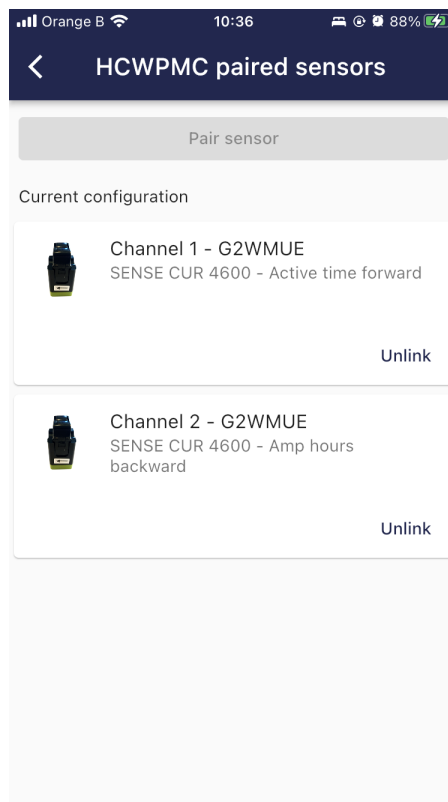 Orange B 10:36 88%
HCWPMC paired sensors
Pair sensor
Current configuration
Channel 1 - G2WMUE
SENSE CUR 4600 - Active time forward
Unlink
Channel 2 - G2WMUE
SENSE CUR 4600 - Amp hours
backward
Unlink